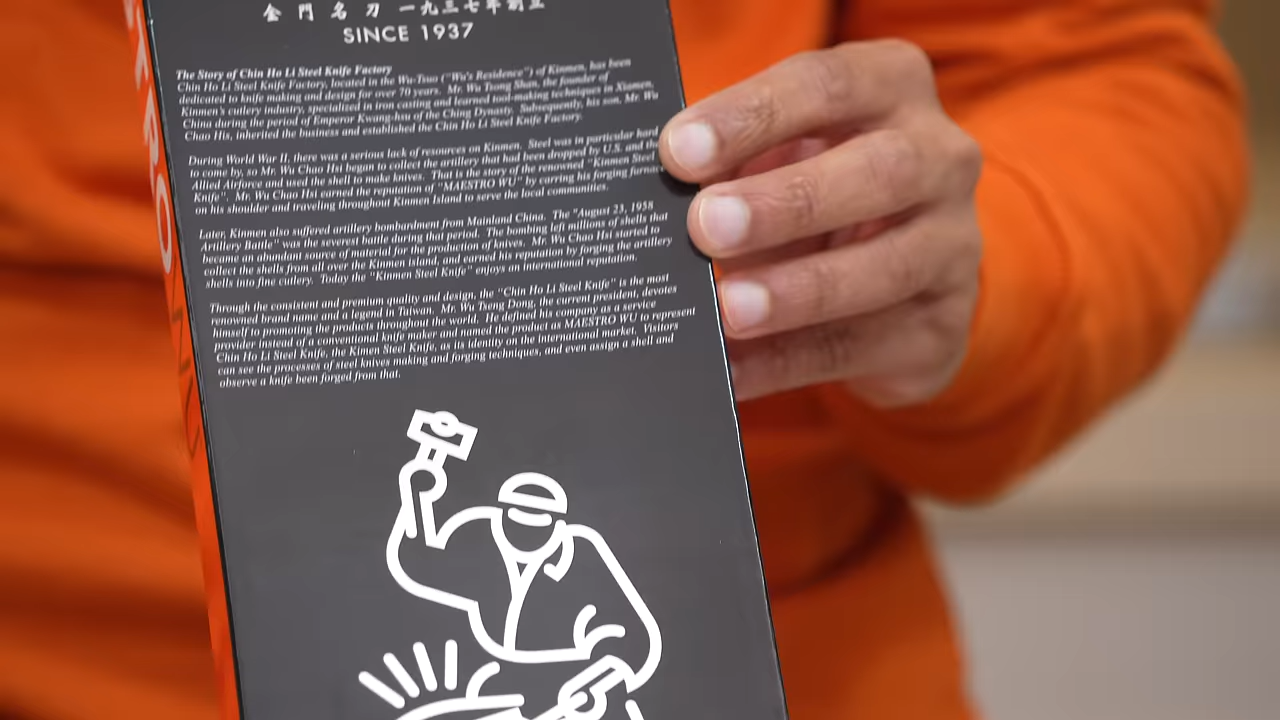 金門名刀 一九三七年創立
SINCE 1937
The Story of Chin Ho Li Steel Knife Factory
Chin Ho Li Steel Knife Factory, located in the Wu-Tsuo ("Wu's Residence") of Kinmen, has been
dedicated to knife making and design for over 70 years. Mr. Wu Tsong Shan, the founder of
Kinmen's cutlery industry, specialized in iron casting and learned tool-making techniques in Xiamen,
China during the period of Emperor Kwang-hsu of the Ching Dynasty. Subsequently, his son, Mr. Wu
Chao His, inherited the business and established the Chin Ho Li Steel Knife Factory.
During World War II, there was a serious lack of resources on Kinmen. Steel was in particular hard
to come by, so Mr. Wu Chao Hsi began to collect the artillery that had been dropped by U.S. and the
Allied Airforce and used the shell to make knives. That is the story of the renowned "Kinmen Steel
Knife". Mr. Wu Chao Hsi earned the reputation of "MAESTRO WU" by carring his forging furnace
on his shoulder and traveling throughout Kinmen Island to serve the local communities.
Later, Kinmen also suffered artillery bombardment from Mainland China. The "August 23, 1958
Artillery Battle" was the severest battle during that period. The bombing left millions of shells that
became an abundant source of material for the production of knives. Mr. Wu Chao Hsi started to
collect the shells from all over the Kinmen island, and earned his reputation by forging the artillery
shells into fine cutlery. Today the "Kinmen Steel Knife" enjoys an international reputation.
Through the consistent and premium quality and design, the "Chin Ho Li Steel Knife" is the most
renowned brand name and a legend in Taiwan. Mr. Wu Tseng Dong, the current president, devotes
himself to promoting the products throughout the world. He defined his company as a service
provider instead of a conventional knife maker and named the product as MAESTRO WU to represent
Chin Ho Li Steel Knife, the Kimen Steel Knife, as its identity on the international market. Visitors
can see the processes of steel knives making and forging techniques, and even assign a shell and
observe a knife been forged from that.
STRO WU